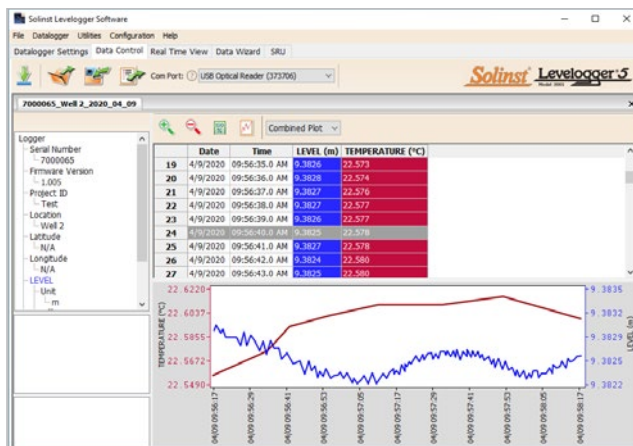 Solinst Levelogger Software
File Datalogger Utilities Configuration Help
Datalogger Settings Data Control Real Time View Data Wizard SRU
Com Port: USB Optical Reader (373706)
Solinst Levelogger 5
7000065_Well 2_2020_04_09
Combined Plot
Logger
Serial Number
7000065
Firmware Version
1.005
Project ID
Test
Location
Well 2
Latitude
N/A
Longitude
N/A
LEVEL
Unit
m
Date Time LEVEL (m) TEMPERATURE (°C)
19 4/9/2020 09:56:35.0 AM 9.3826 22.573
20 4/9/2020 09:56:36.0 AM 9.3828 22.574
21 4/9/2020 09:56:37.0 AM 9.3827 22.576
22 4/9/2020 09:56:38.0 AM 9.3827 22.577
23 4/9/2020 09:56:39.0 AM 9.3826 22.577
24 4/9/2020 09:56:40.0 AM 9.3825 22.578
25 4/9/2020 09:56:41.0 AM 9.3827 22.578
26 4/9/2020 09:56:42.0 AM 9.3824 22.580
27 4/9/2020 09:56:43.0 AM 9.3825 22.580
TEMPERATURE (°C)
22.6220
22.6037
22.5855
22.5672
22.5490
9.3835
9.3832
9.3828
9.3825
9.3822
LEVEL (m)
04/09 09:56:17
04/09 09:56:29
04/09 09:56:41
04/09 09:56:53
04/09 09:57:05
04/09 09:57:17
04/09 09:57:29
04/09 09:57:41
04/09 09:57:53
04/09 09:58:05
04/09 09:58:17